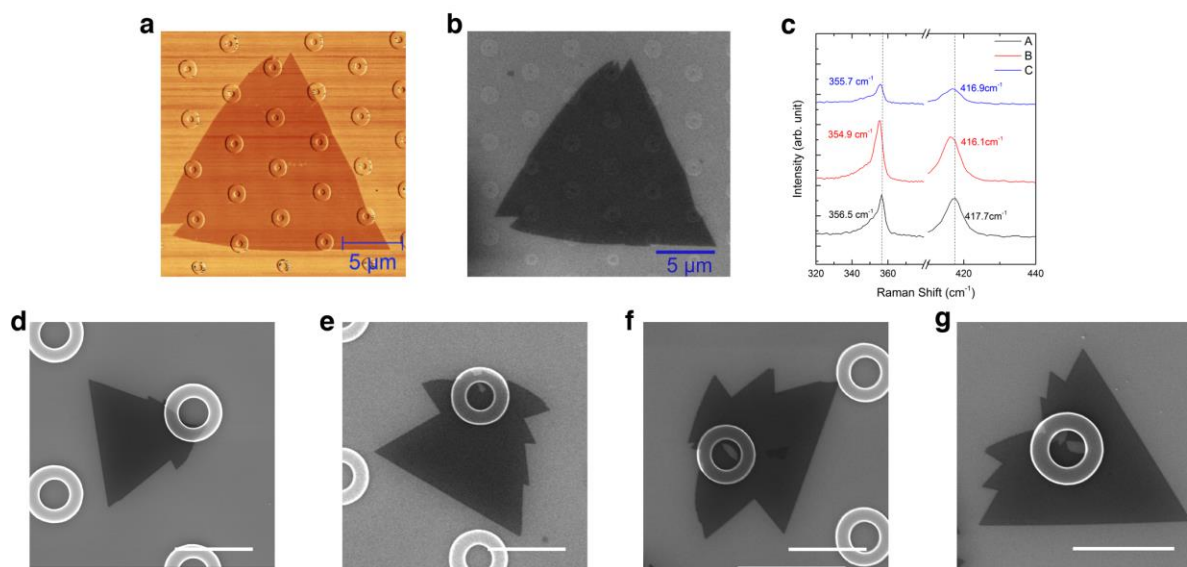 a
5 μm
b
5 μm
c
A
B
C
355.7 cm-1
416.9cm-1
354.9 cm-1
416.1cm-1
356.5 cm-1
417.7cm-1
Intensity (arb. unit)
320 340 360 420 440
Raman Shift (cm-1)
d
e
f
g